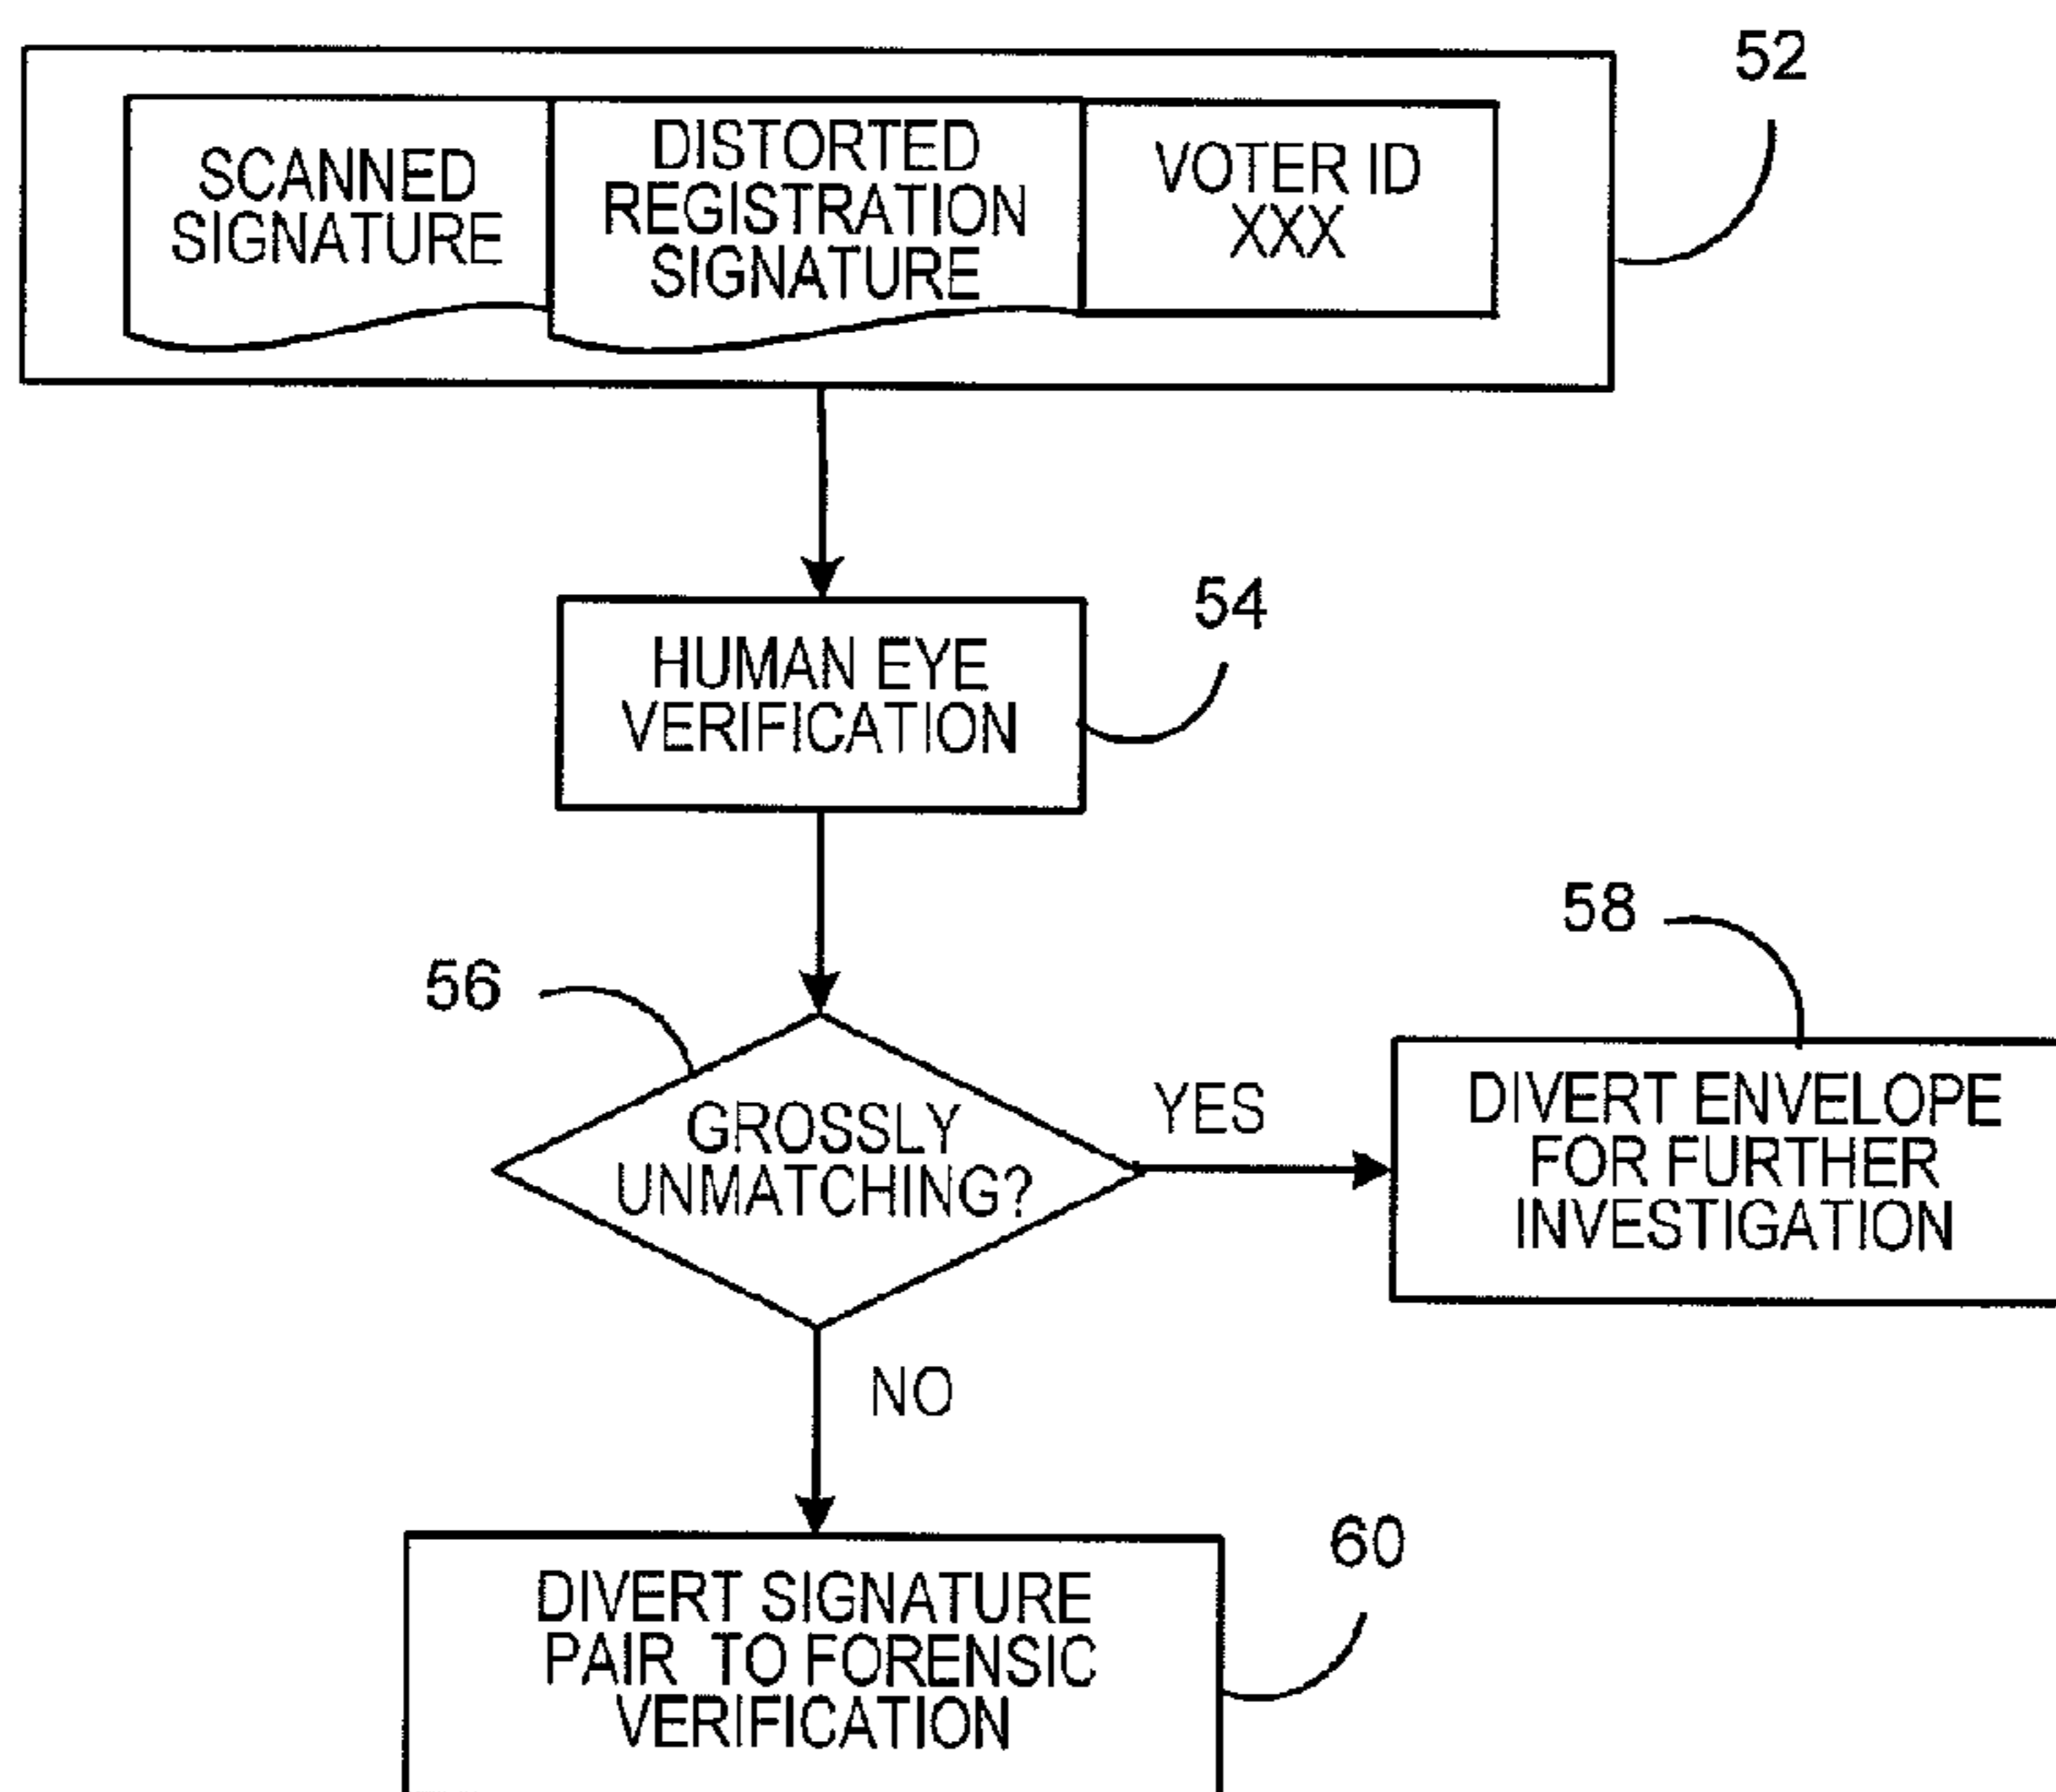 52
SCANNED
SIGNATURE
DISTORTED
REGISTRATION
SIGNATURE
VOTER ID
XXX
54
HUMAN EYE
VERIFICATION
56
GROSSLY
UNMATCHING?
YES
58
DIVERT ENVELOPE
FOR FURTHER
INVESTIGATION
NO
60
DIVERT SIGNATURE
PAIR TO FORENSIC
VERIFICATION